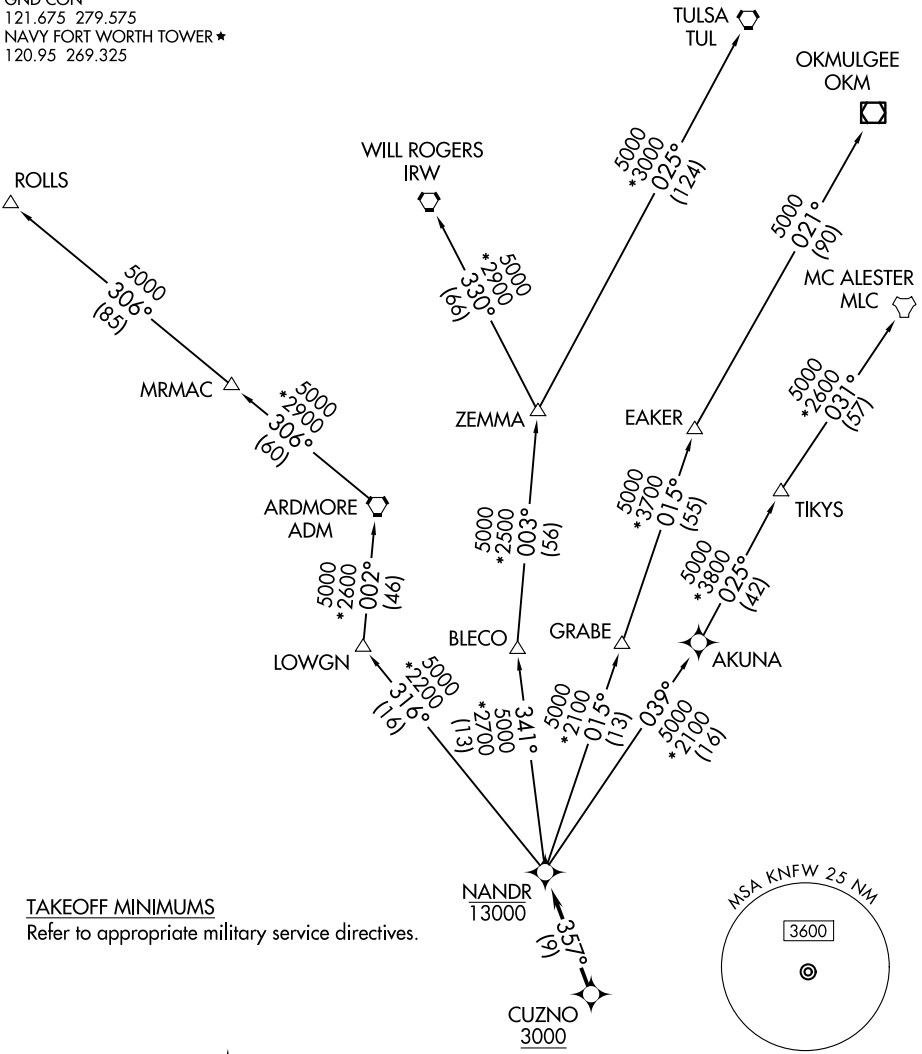 GND CON
121.675 279.575
NAVY FORT WORTH TOWER★
120.95 269.325
TULSA
TUL
OKMULGEE
OKM
WILL ROGERS
IRW
ROLLS
5000
*3000
025°
(124)
5000
021°
(90)
MC ALESTER
MLC
5000
*2900
330°
(66)
5000
306°
(85)
MRMAC
5000
*2900
306°
(60)
ZEMMA
EAKER
5000
*2600
031°
(57)
ARDMORE
ADM
5000
*2500
003°
(56)
5000
*3700
015°
(55)
TIKYS
5000
*2600
002°
(46)
5000
*3800
025°
(42)
LOWGN
BLECO
GRABE
AKUNA
5000
*2200
316°
(16)
341°
5000
*2700
(13)
5000
*2100
015°
(13)
039°
5000
*2100
(16)
NANDR
13000
357°
(9)
CUZNO
3000
TAKEOFF MINIMUMS
Refer to appropriate military service directives.
MSA KNFW 25 NM
3600